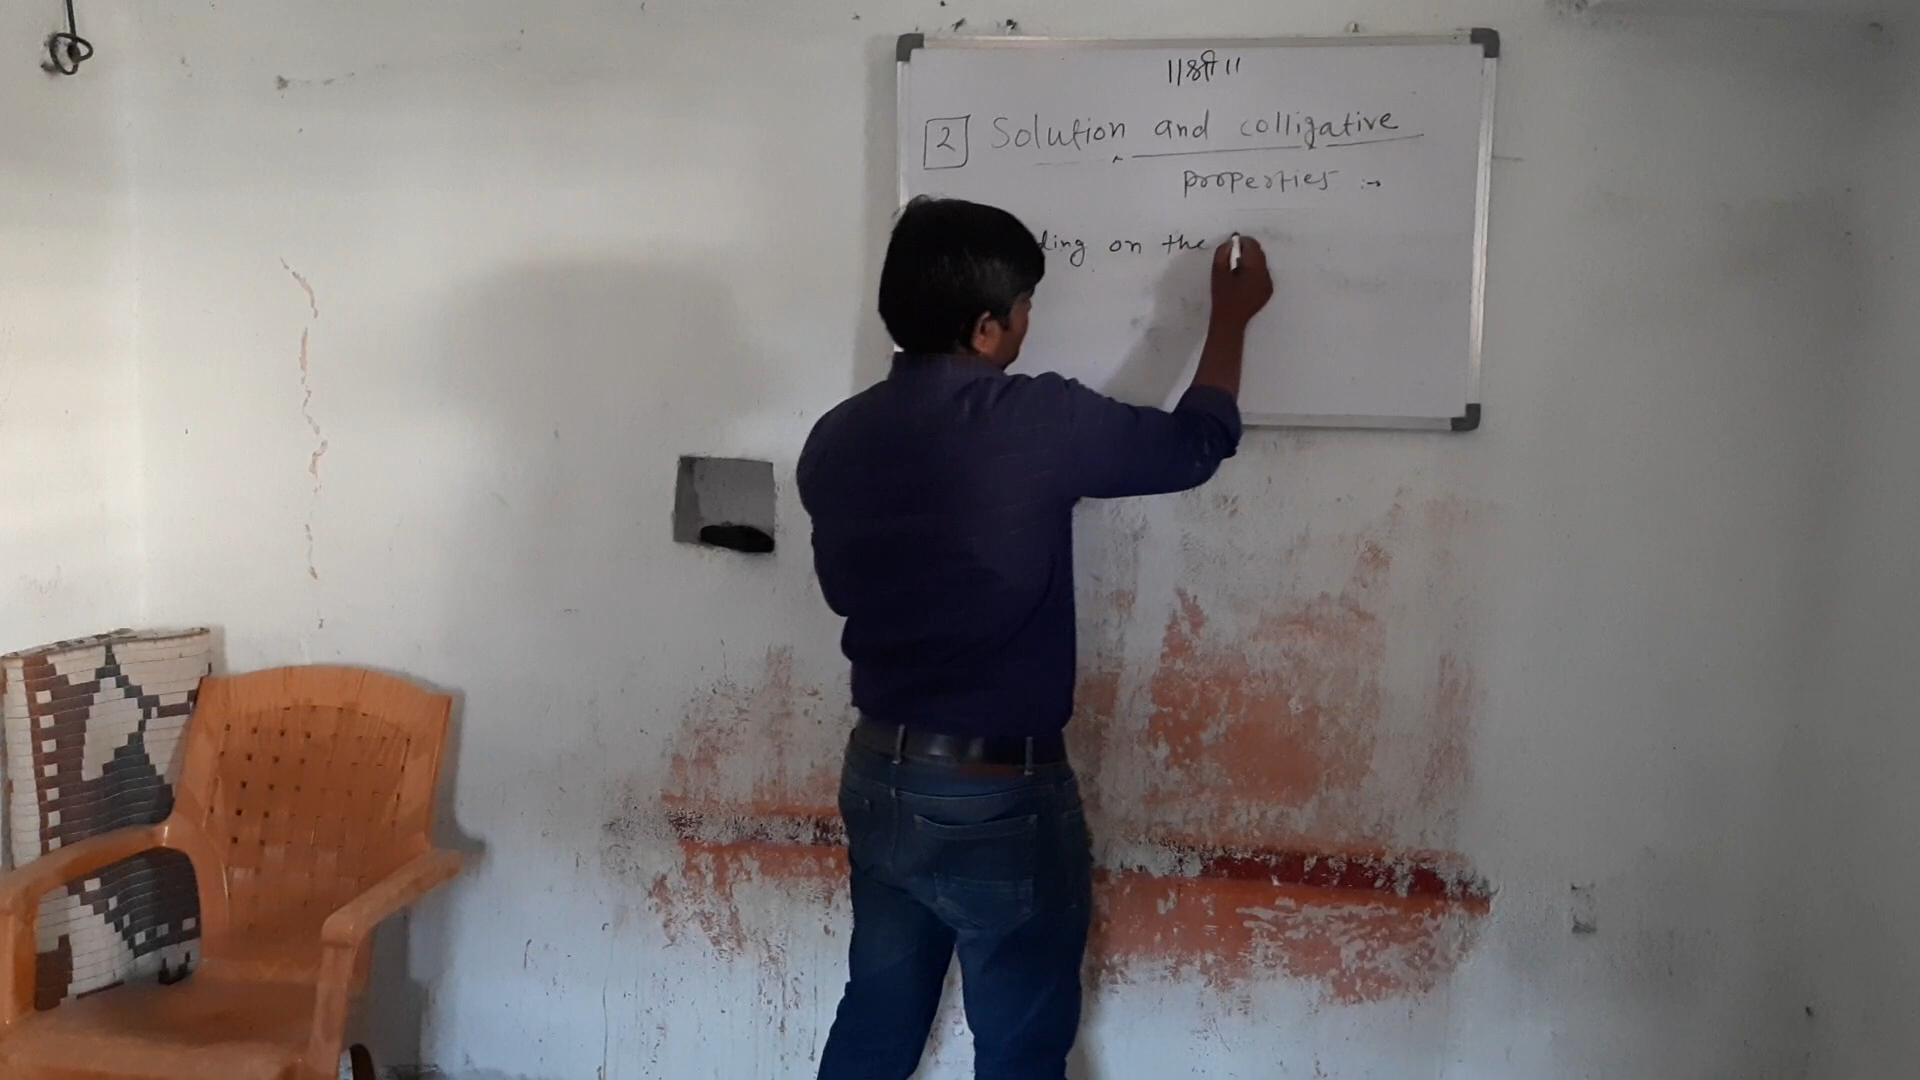 ॥श्री॥
2 Solution and colligative
properties :→
ding on the